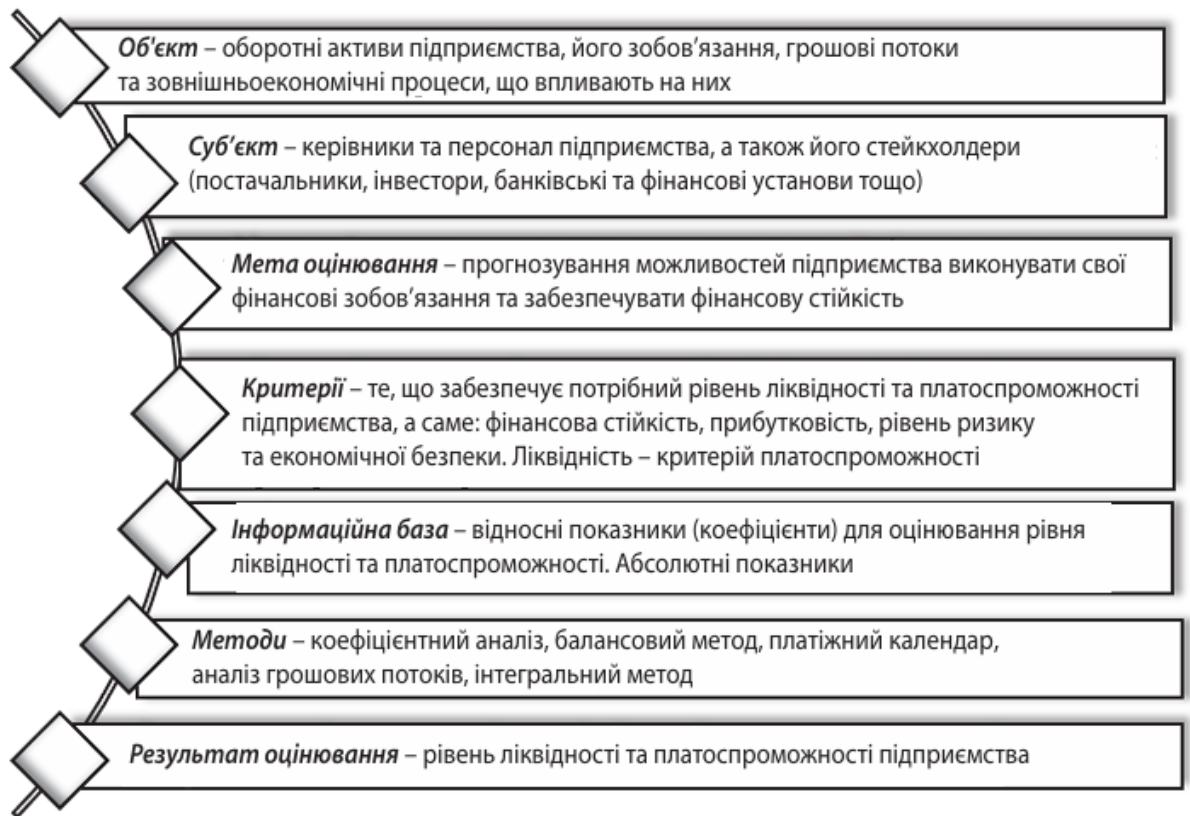 Об'єкт – оборотні активи підприємства, його зобов’язання, грошові потоки
та зовнішньоекономічні процеси, що впливають на них
Суб’єкт – керівники та персонал підприємства, а також його стейкхолдери
(постачальники, інвестори, банківські та фінансові установи тощо)
Мета оцінювання – прогнозування можливостей підприємства виконувати свої
фінансові зобов’язання та забезпечувати фінансову стійкість
Критерії – те, що забезпечує потрібний рівень ліквідності та платоспроможності
підприємства, а саме: фінансова стійкість, прибутковість, рівень ризику
та економічної безпеки. Ліквідність – критерій платоспроможності
Інформаційна база – відносні показники (коефіцієнти) для оцінювання рівня
ліквідності та платоспроможності. Абсолютні показники
Методи – коефіцієнтний аналіз, балансовий метод, платіжний календар,
аналіз грошових потоків, інтегральний метод
Результат оцінювання – рівень ліквідності та платоспроможності підприємства